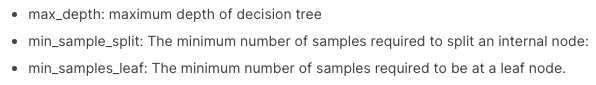 • max_depth: maximum depth of decision tree
• min_sample_split: The minimum number of samples required to split an internal node:
• min_samples_leaf: The minimum number of samples required to be at a leaf node.